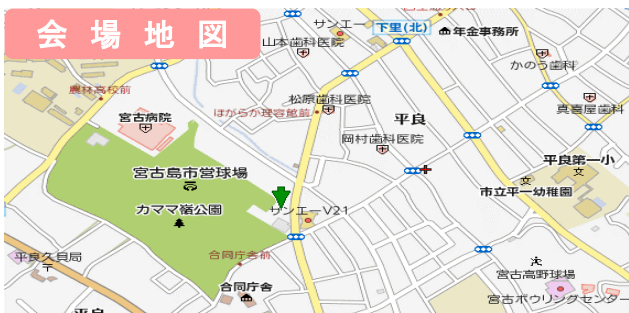 会場地図
サンエー
下里(北)
年金事務所
山本歯科医院
かのう歯科
農林高校前
松原歯科医院
真喜屋歯科
宮古病院
ほがらか理容館前
平良
岡村歯科医院
平良第一小
宮古島市営球場
市立平一幼稚園
カママ嶺公園
サンエーV21
合同庁舎前
平良久貝局
宮古高野球場
合同庁舎
宮古ボウリングセンター
平良